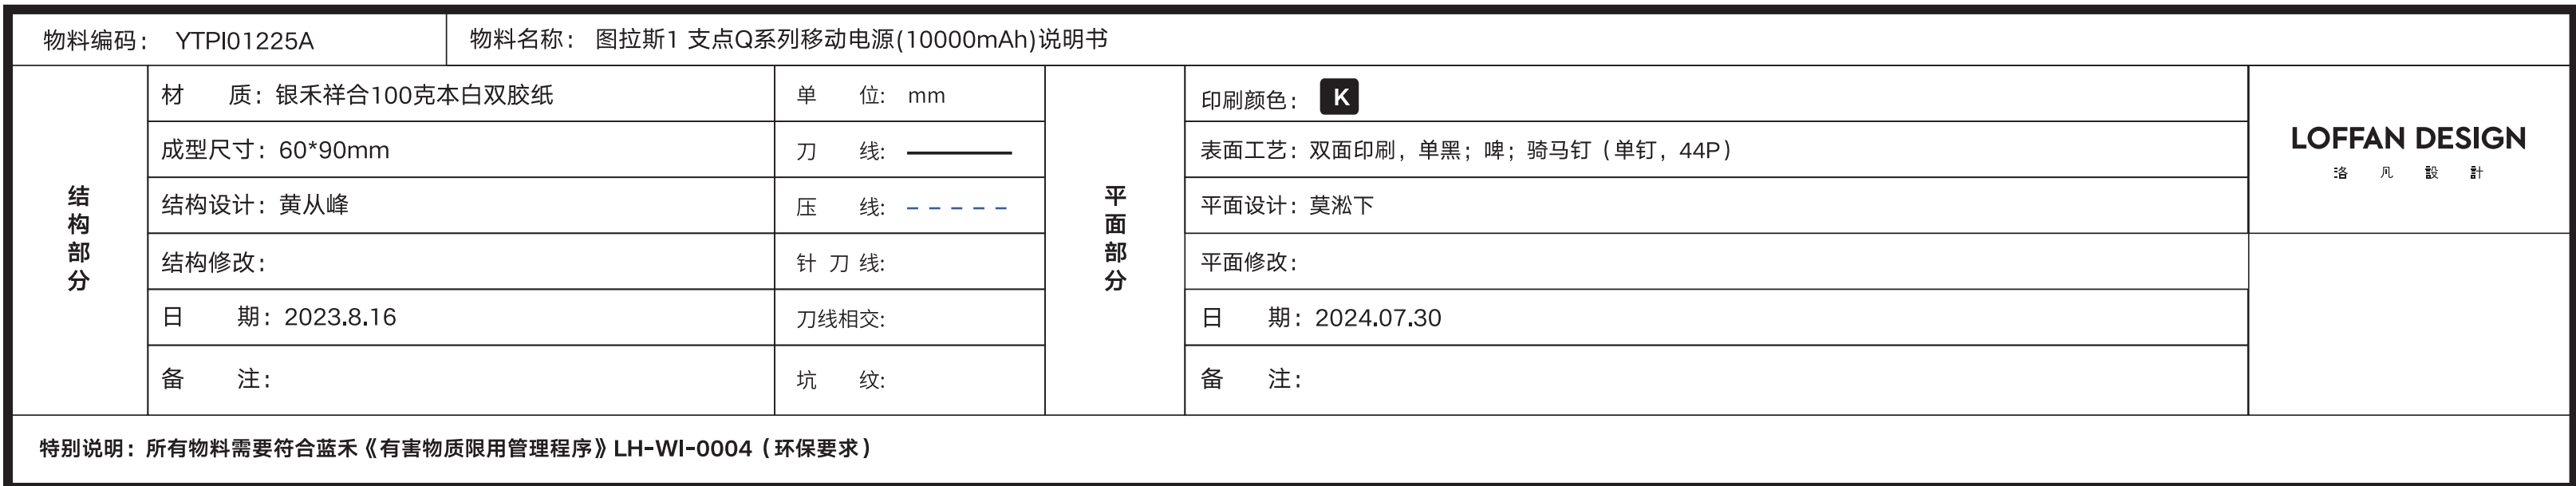 物料编码： YTPI01225A
物料名称： 图拉斯1 支点Q系列移动电源(10000mAh)说明书
结构部分
材 质：银禾祥合100克本白双胶纸
成型尺寸：60*90mm
结构设计：黄从峰
结构修改：
日 期：2023.8.16
备 注：
单 位: mm
刀 线:
压 线:
针 刀 线:
刀线相交:
坑 纹:
平面部分
印刷颜色： K
表面工艺：双面印刷，单黑；啤；骑马钉（单钉，44P）
平面设计：莫淞下
平面修改：
日 期：2024.07.30
备 注：
LOFFAN DESIGN
洛 凡 設 計
特别说明：所有物料需要符合蓝禾《有害物质限用管理程序》LH-WI-0004（环保要求）